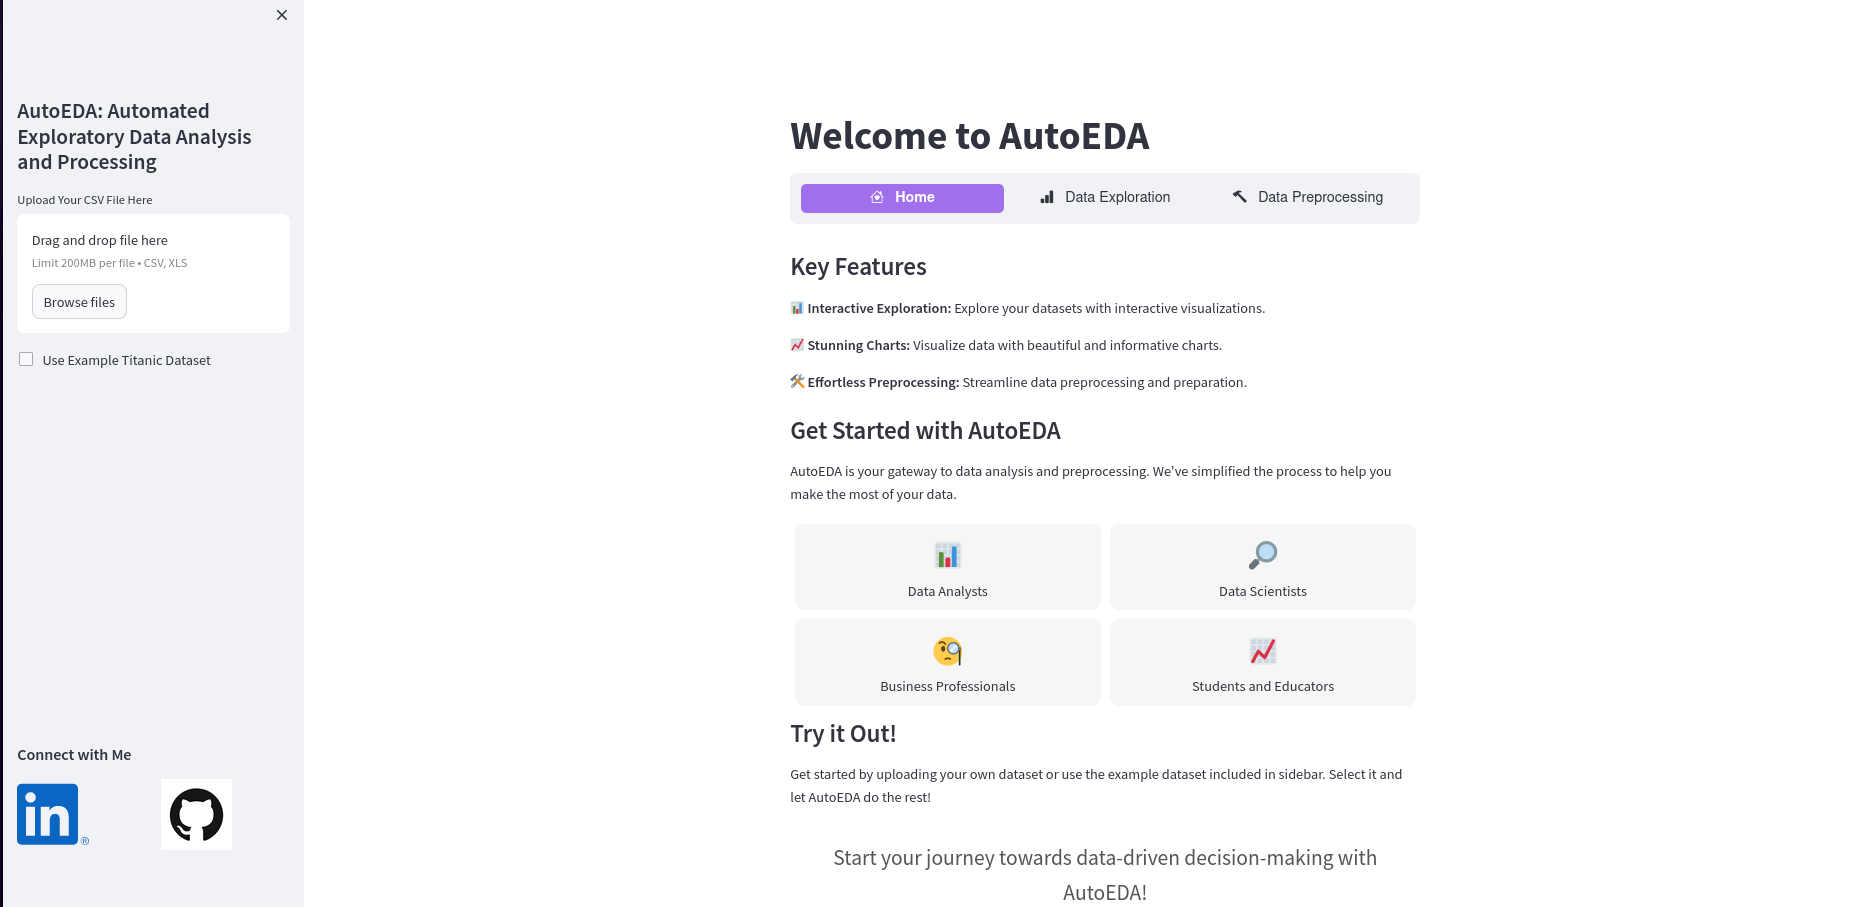 AutoEDA: Automated
Exploratory Data Analysis
and Processing
Upload Your CSV File Here
Drag and drop file here
Limit 200MB per file • CSV, XLS
Browse files
Use Example Titanic Dataset
Connect with Me
in®
Welcome to AutoEDA
Home
Data Exploration
Data Preprocessing
Key Features
Interactive Exploration: Explore your datasets with interactive visualizations.
Stunning Charts: Visualize data with beautiful and informative charts.
Effortless Preprocessing: Streamline data preprocessing and preparation.
Get Started with AutoEDA
AutoEDA is your gateway to data analysis and preprocessing. We've simplified the process to help you
make the most of your data.
Data Analysts
Data Scientists
Business Professionals
Students and Educators
Try it Out!
Get started by uploading your own dataset or use the example dataset included in sidebar. Select it and
let AutoEDA do the rest!
Start your journey towards data-driven decision-making with
AutoEDA!